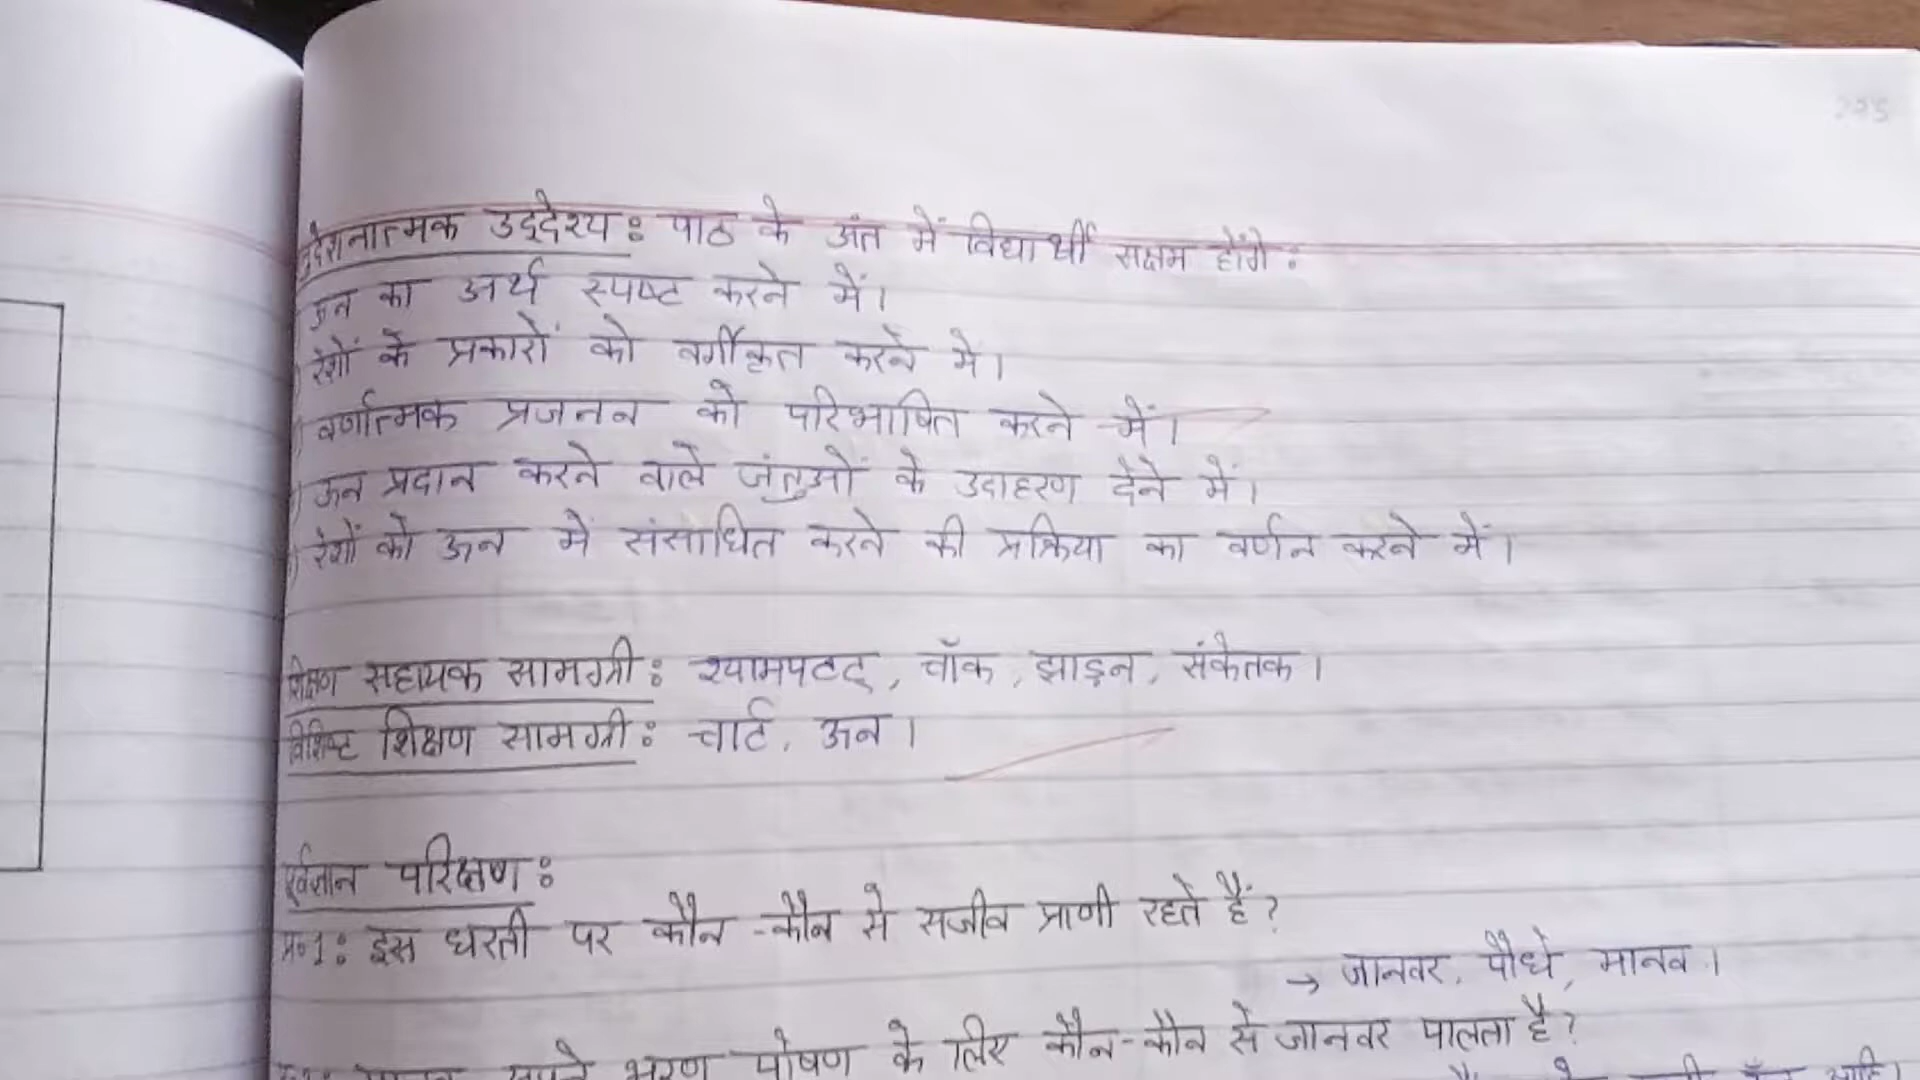 उद्देशनात्मक उद्देश्य: पाठ के अंत में विद्यार्थी सक्षम होंगे:
ऊन का अर्थ स्पष्ट करने में।
रेशों के प्रकारों को वर्गीकृत करने में।
वर्णात्मक प्रजनन को परिभाषित करने में।
ऊन प्रदान करने वाले जंतुओं के उदाहरण देने में।
रेशों को ऊन में संसाधित करने की प्रक्रिया का वर्णन करने में।
शिक्षण सहायक सामग्री: श्यामपटट्, चॉक, झाड़न, संकेतक।
विशिष्ट शिक्षण सामग्री: चार्ट, ऊन।
पूर्वज्ञान परिक्षण:
प्र०1: इस धरती पर कौन-कौन से सजीव प्राणी रहते हैं?
→ जानवर, पौधे, मानव।
भरण पोषण के लिए कौन-कौन से जानवर पालता है?